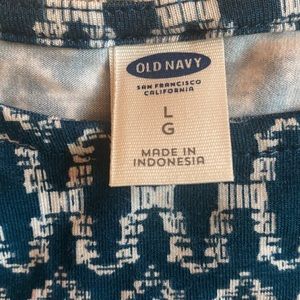 OLD NAVY
SAN FRANCISCO
CALIFORNIA
L
G
MADE IN
INDONESIA